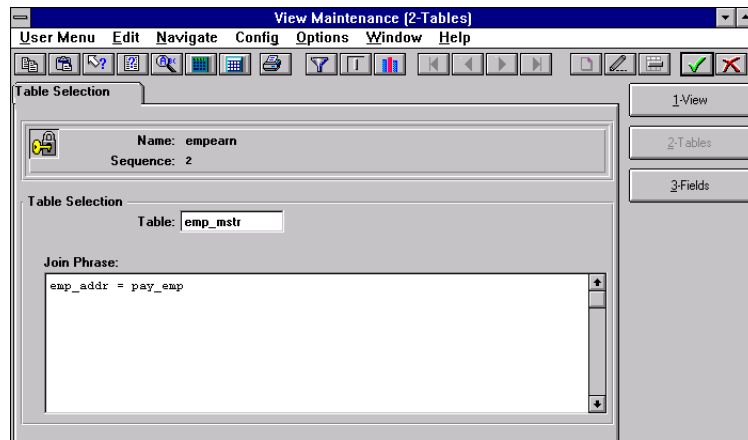 View Maintenance (2-Tables)
User Menu Edit Navigate Config Options Window Help
Table Selection
1-View
Name: empearn
2-Tables
Sequence: 2
3-Fields
Table Selection
Table: emp_mstr
Join Phrase:
emp_addr = pay_emp